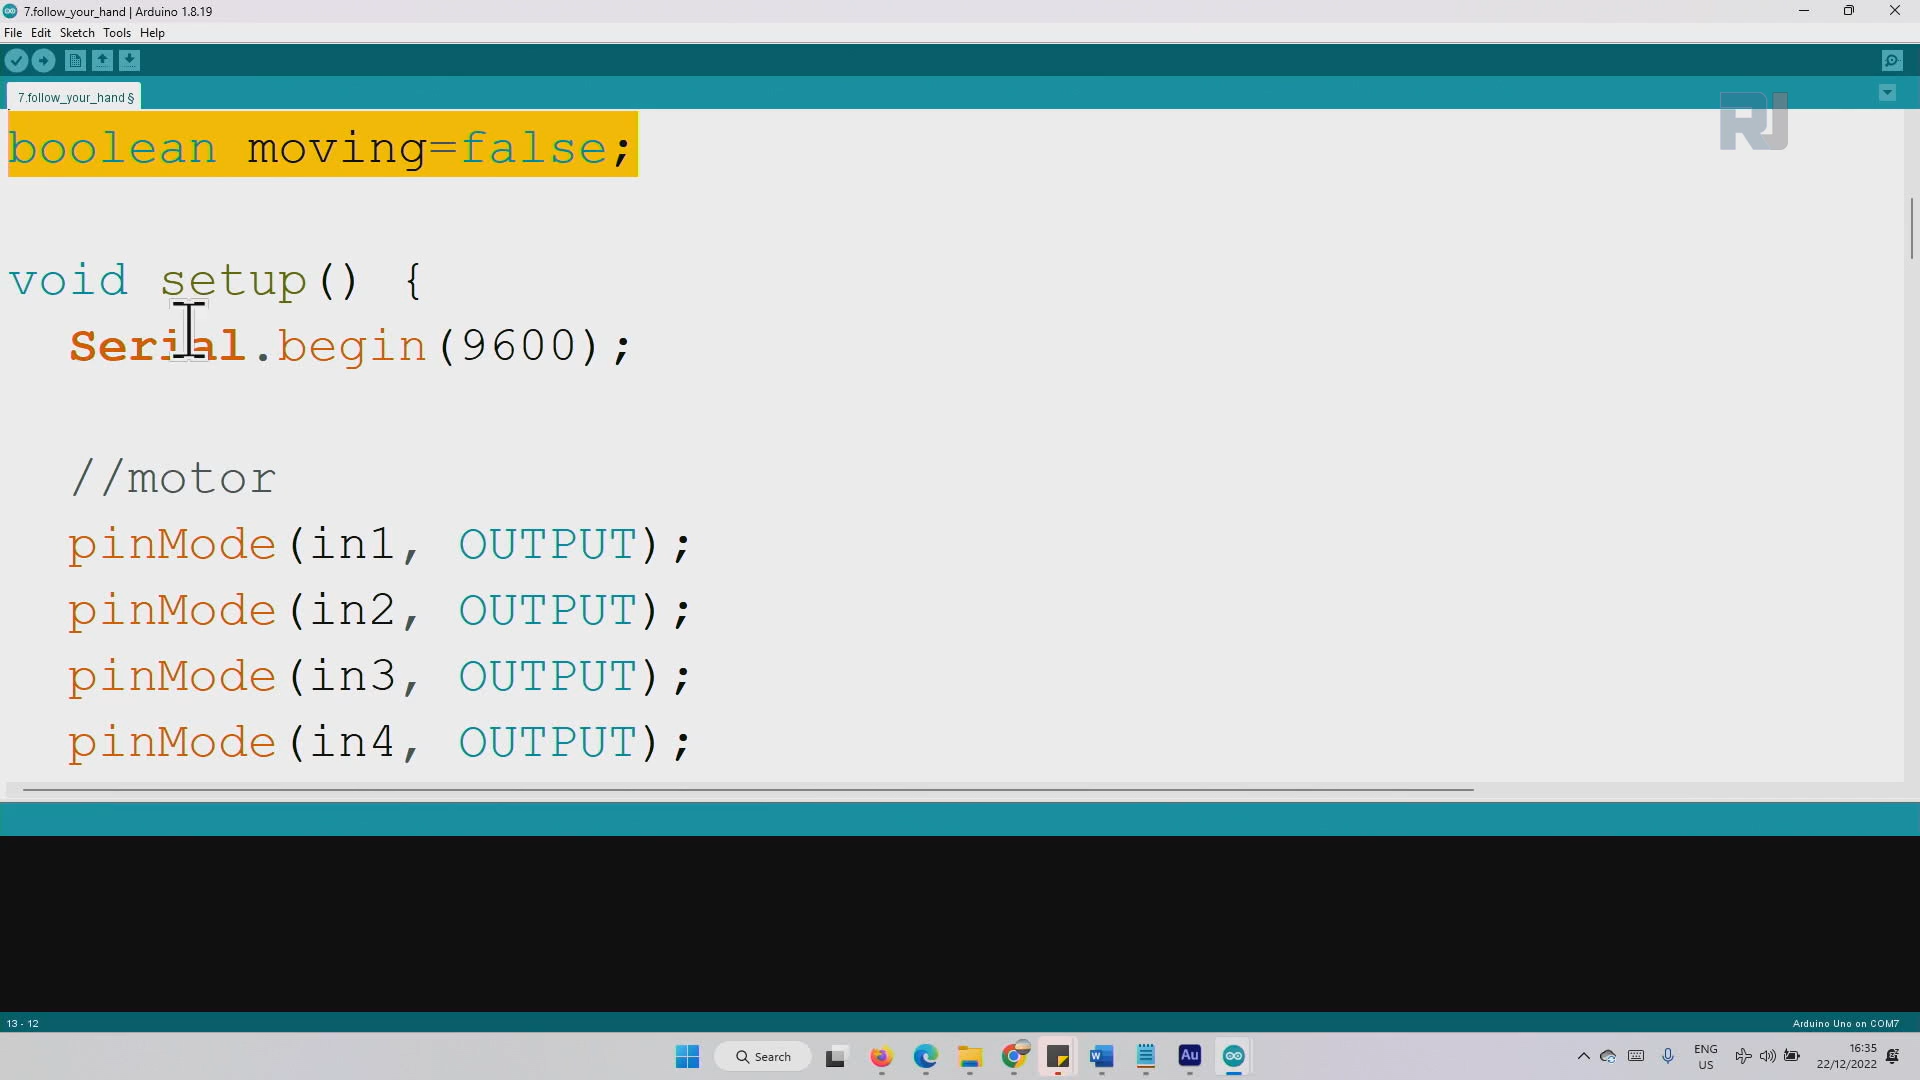 7.follow_your_hand | Arduino 1.8.19
File Edit Sketch Tools Help
7.follow_your_hand §
RJ
boolean moving=false;
void setup() {
Serial.begin(9600);
//motor
pinMode(in1, OUTPUT);
pinMode(in2, OUTPUT);
pinMode(in3, OUTPUT);
pinMode(in4, OUTPUT);
13 - 12
Arduino Uno on COM7
Search
W
Au
ENG
US
16:35
22/12/2022